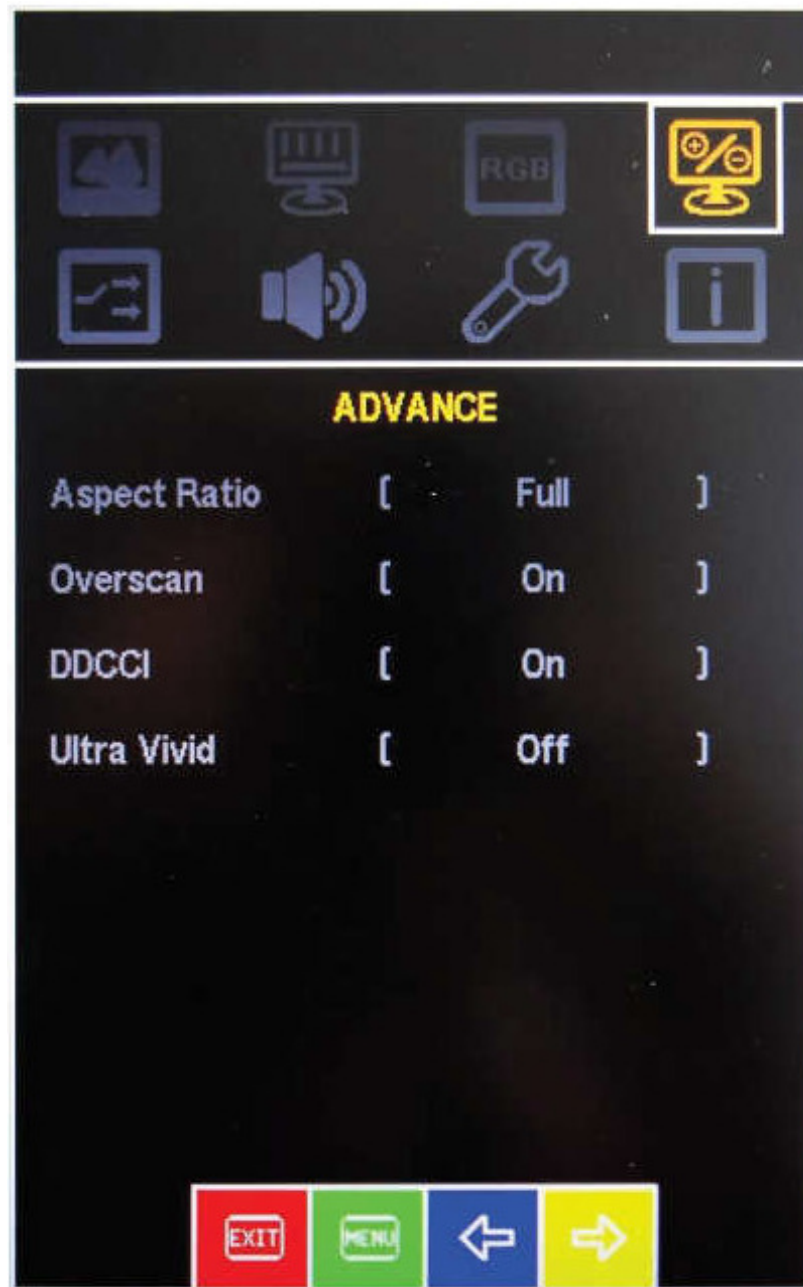 RGB
i
ADVANCE
Aspect Ratio [ Full ]
Overscan [ On ]
DDCCI [ On ]
Ultra Vivid [ Off ]
EXIT MENU